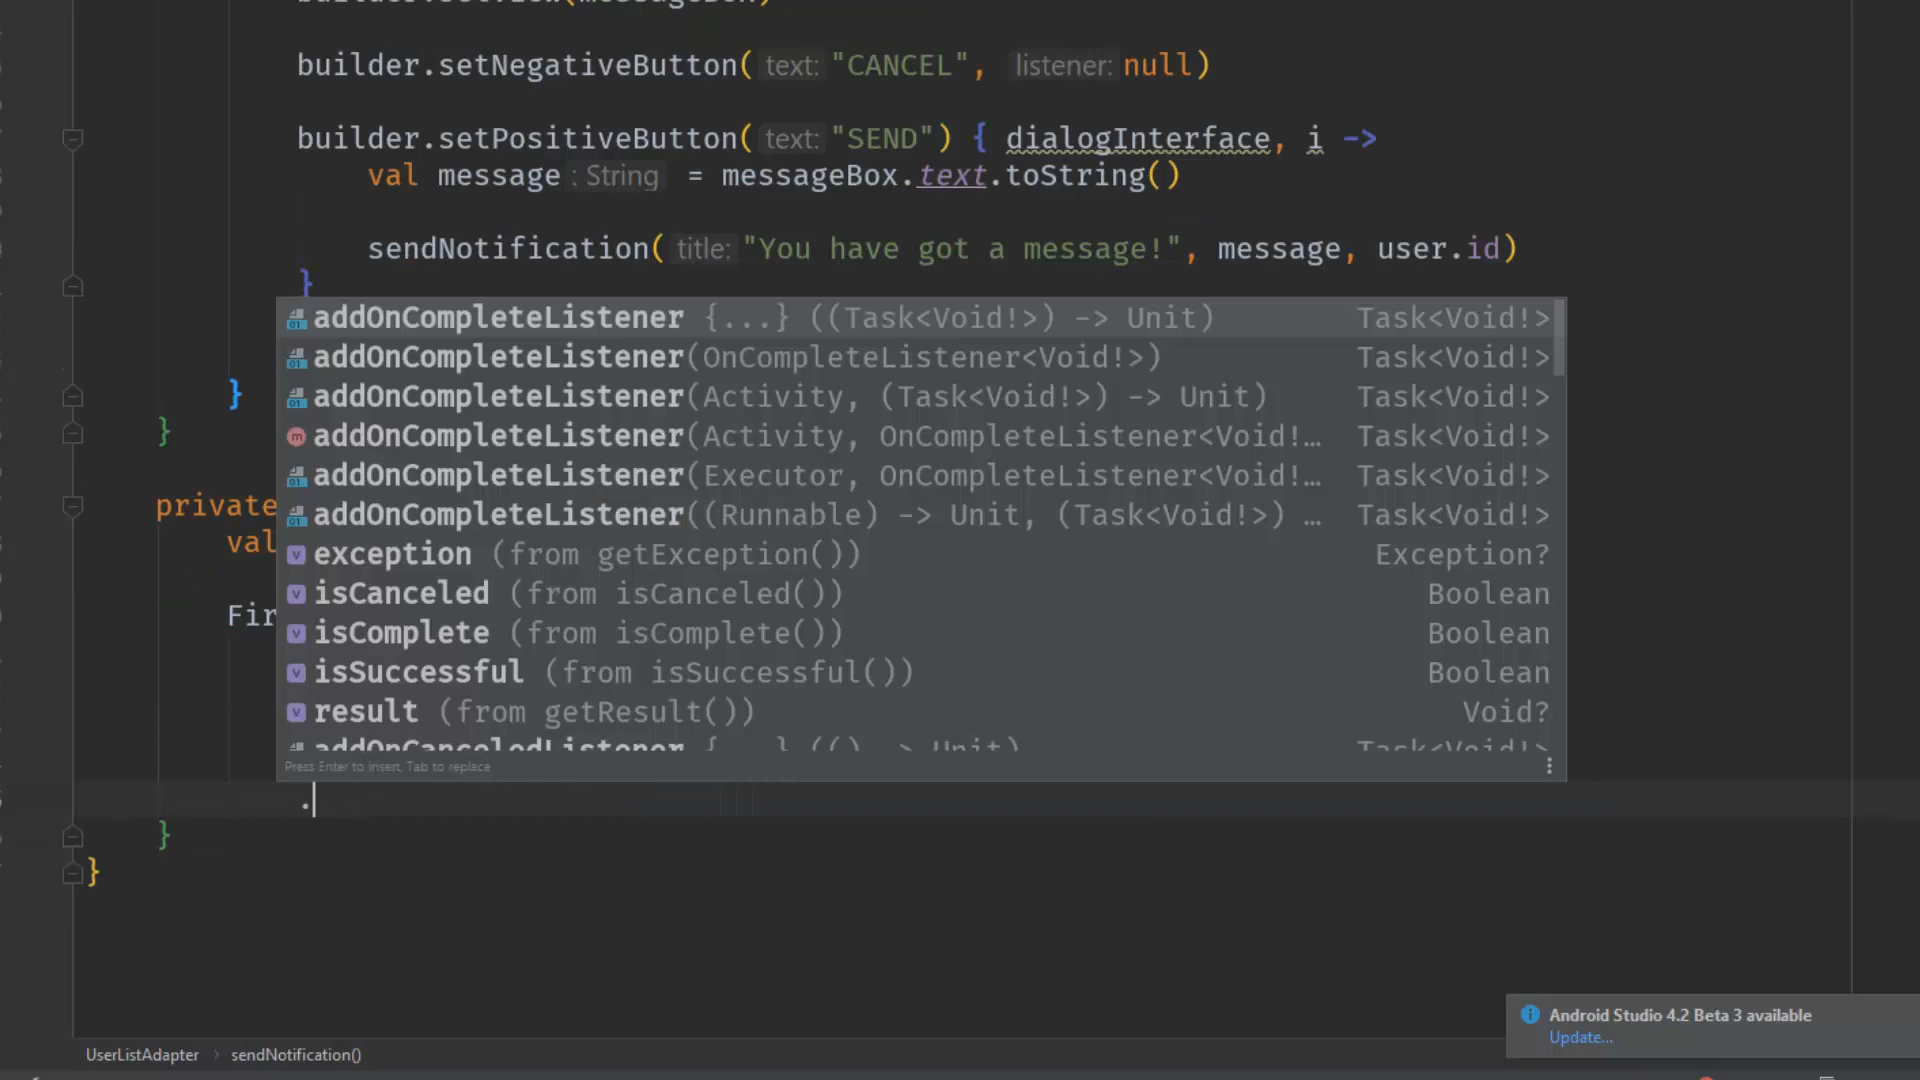 builder.setNegativeButton( text: "CANCEL", listener: null)
builder.setPositiveButton( text: "SEND") { dialogInterface, i ->
val message : String = messageBox.text.toString()
sendNotification( title: "You have got a message!", message, user.id)
}
addOnCompleteListener {...} ((Task<Void!>) -> Unit) Task<Void!>
addOnCompleteListener(OnCompleteListener<Void!>) Task<Void!>
addOnCompleteListener(Activity, (Task<Void!>) -> Unit) Task<Void!>
}
addOnCompleteListener(Activity, OnCompleteListener<Void!… Task<Void!>
}
addOnCompleteListener(Executor, OnCompleteListener<Void!… Task<Void!>
private
addOnCompleteListener((Runnable) -> Unit, (Task<Void!>) … Task<Void!>
val
exception (from getException()) Exception?
isCanceled (from isCanceled()) Boolean
Fir
isComplete (from isComplete()) Boolean
isSuccessful (from isSuccessful()) Boolean
result (from getResult()) Void?
addOnCanceledListener {...} (() -> Unit) Task<Void!>
Press Enter to insert, Tab to replace
.
}
}
Android Studio 4.2 Beta 3 available
Update...
UserListAdapter › sendNotification()